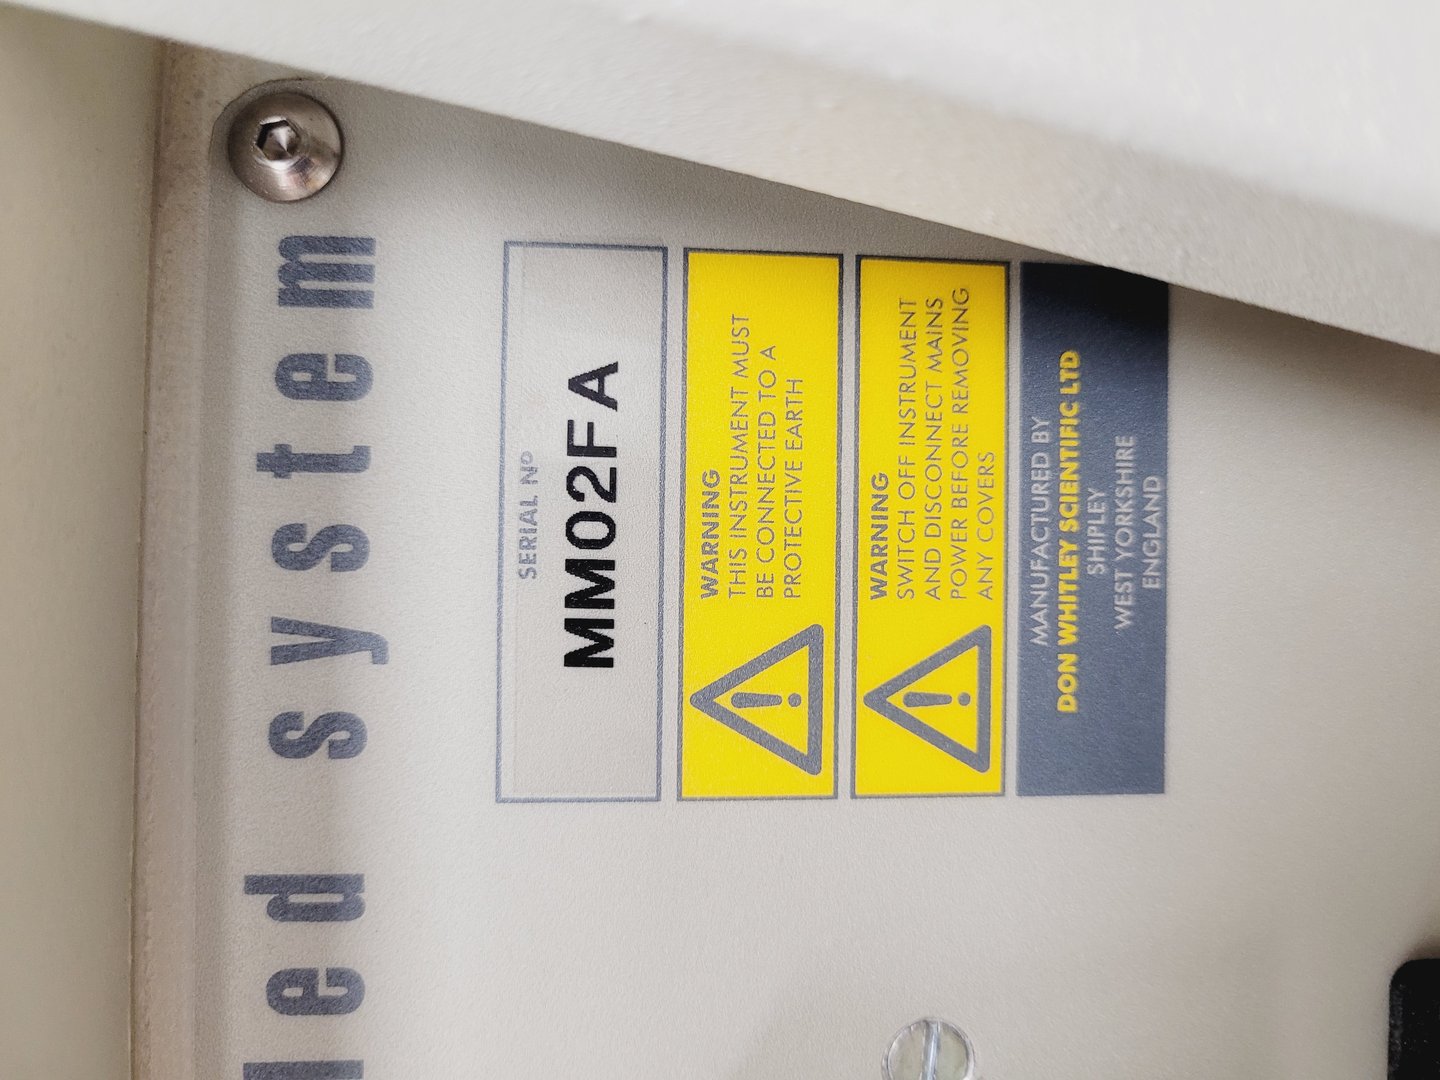 led system
SERIAL Nº
MM02FA
WARNING
THIS INSTRUMENT MUST
BE CONNECTED TO A
PROTECTIVE EARTH
WARNING
SWITCH OFF INSTRUMENT
AND DISCONNECT MAINS
POWER BEFORE REMOVING
ANY COVERS
MANUFACTURED BY
DON WHITLEY SCIENTIFIC LTD
SHIPLEY
WEST YORKSHIRE
ENGLAND